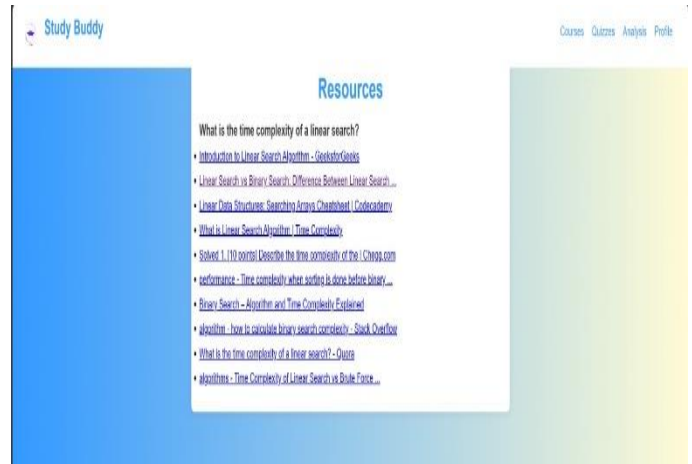 Study Buddy
Courses Quizzes Analysis Profile
Resources
What is the time complexity of a linear search?
• Introduction to Linear Search Algorithm - GeeksforGeeks
• Linear Search vs Binary Search: Difference Between Linear Search ...
• Linear Data Structures: Searching Arrays Cheatsheet | Codecademy
• What is Linear Search Algorithm | Time Complexity
• Solved 1. [10 points] Describe the time complexity of the | Chegg.com
• performance - Time complexity when sorting is done before binary ...
• Binary Search – Algorithm and Time Complexity Explained
• algorithm - how to calculate binary search complexity - Stack Overflow
• What is the time complexity of a linear search? - Quora
• algorithms - Time Complexity of Linear Search vs Brute Force ...